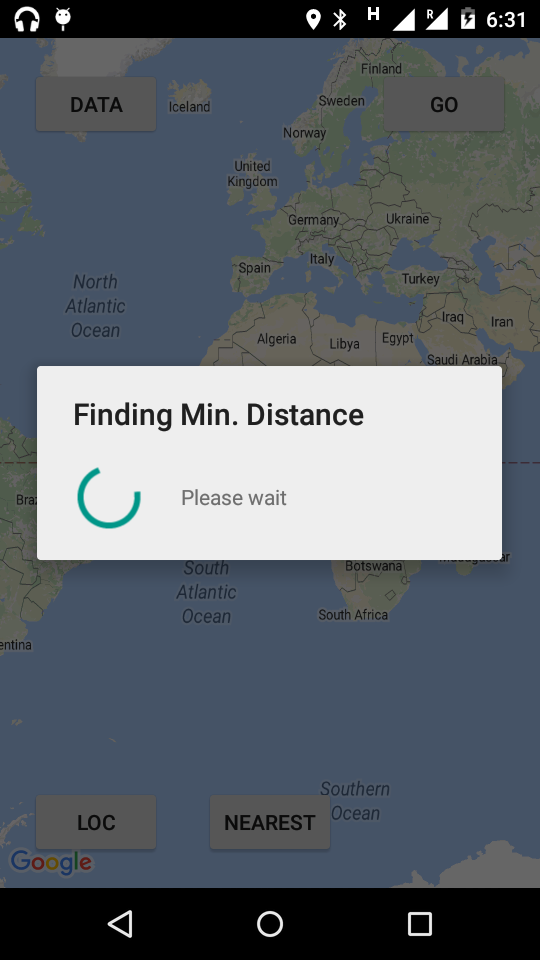 H
R
6:31
Finland
DATA
GO
Iceland
Sweden
Norway
United
Kingdom
Germany
Ukraine
Italy
Spain
Turkey
North
Atlantic
Ocean
Iraq
Iran
Algeria
Libya
Egypt
Saudi Arabia
Finding Min. Distance
Please wait
Braz
Madagascar
Botswana
South
Atlantic
Ocean
South Africa
entina
Southern
Ocean
LOC
NEAREST
Google